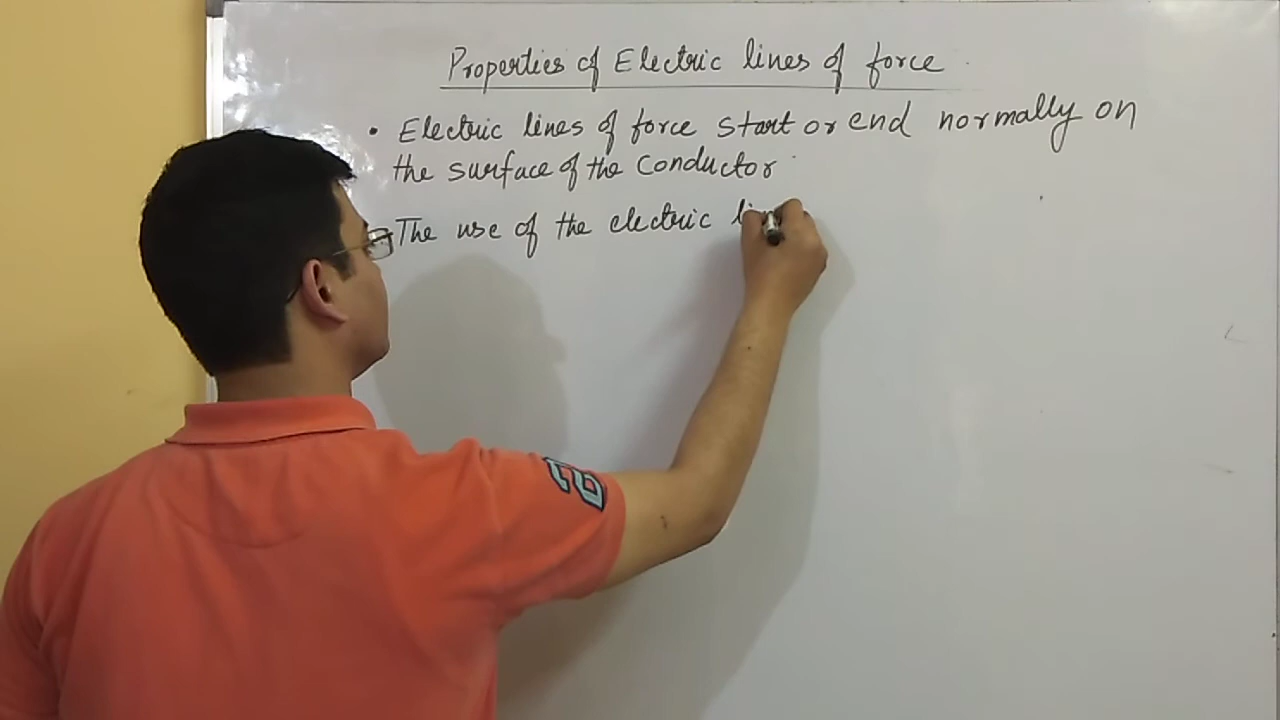 Properties of Electric lines of force
• Electric lines of force start or end normally on
the surface of the conductor
The use of the electric